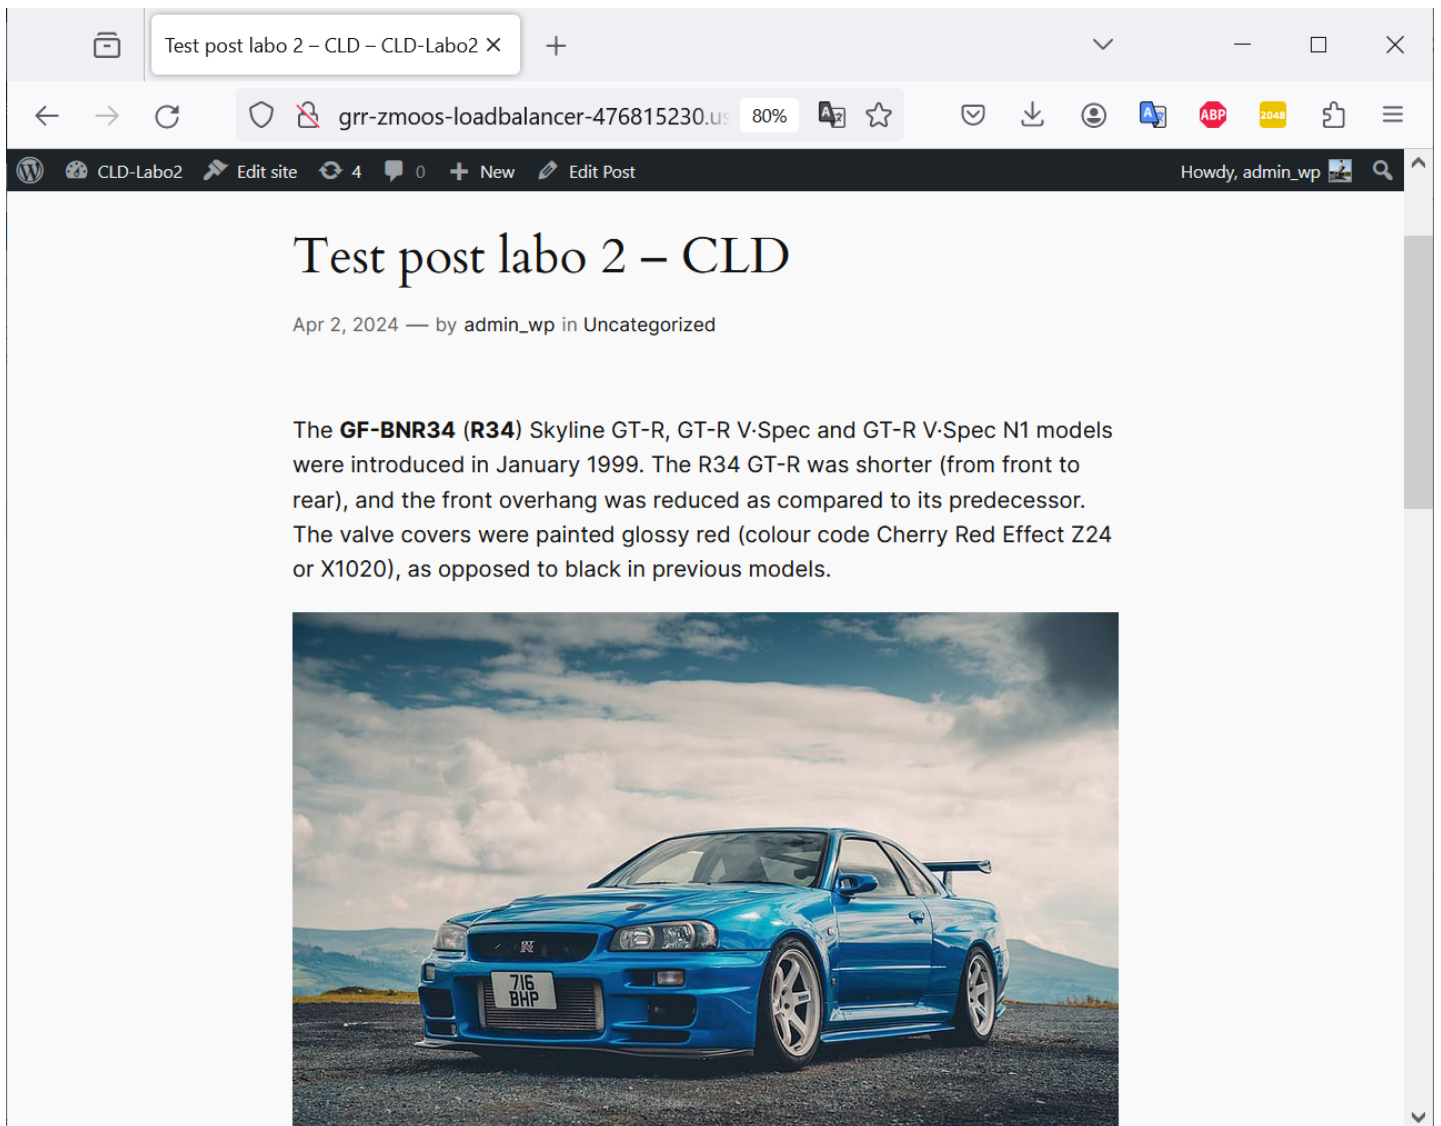 Test post labo 2 – CLD – CLD-Labo2
grr-zmoos-loadbalancer-476815230.us
80%
ABP
2048
CLD-Labo2 Edit site 4 0 New Edit Post Howdy, admin_wp
Test post labo 2 – CLD
Apr 2, 2024 — by admin_wp in Uncategorized
The GF-BNR34 (R34) Skyline GT-R, GT-R V·Spec and GT-R V·Spec N1 models
were introduced in January 1999. The R34 GT-R was shorter (from front to
rear), and the front overhang was reduced as compared to its predecessor.
The valve covers were painted glossy red (colour code Cherry Red Effect Z24
or X1020), as opposed to black in previous models.
GT
R
716
BHP